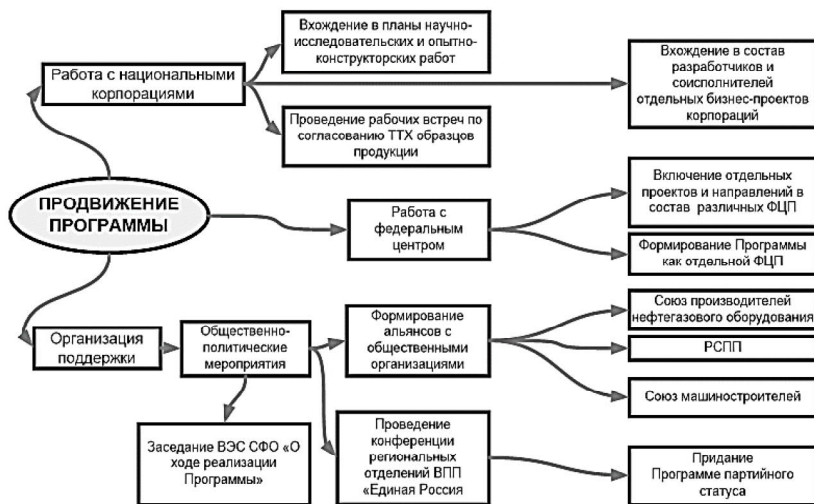 Вхождение в планы научно-
исследовательских и опытно-
конструкторских работ
Работа с национальными
корпорациями
Вхождение в состав
разработчиков и
соисполнителей
отдельных бизнес-проектов
корпораций
Проведение рабочих встреч по
согласованию ТТХ образцов
продукции
ПРОДВИЖЕНИЕ
ПРОГРАММЫ
Работа с
федеральным
центром
Включение отдельных
проектов и направлений в
состав различных ФЦП
Формирование Программы
как отдельной ФЦП
Организация
поддержки
Общественно-
политические
мероприятия
Формирование
альянсов с
общественными
организациями
Союз производителей
нефтегазового оборудования
РСПП
Союз машиностроителей
Заседание ВЭС СФО «О
ходе реализации
Программы»
Проведение
конференции
региональных
отделений ВПП
«Единая Россия
Придание
Программе партийного
статуса